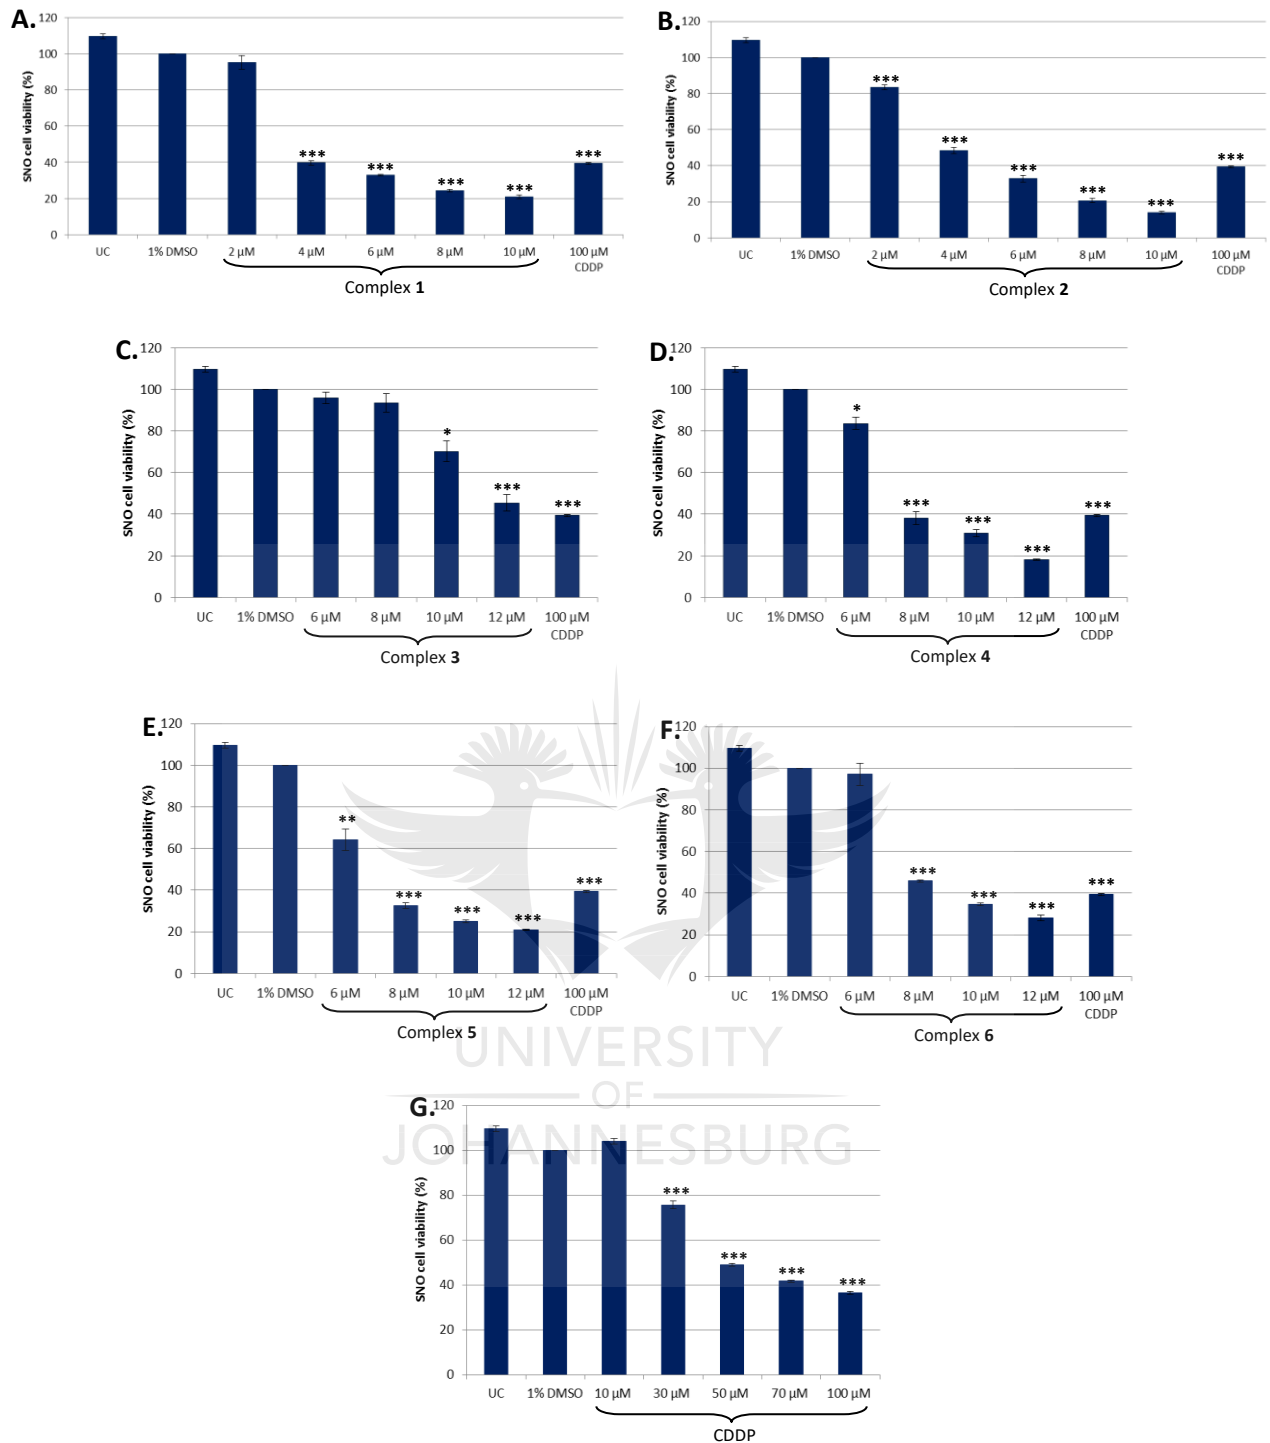 A.
SNO cell viability (%)
120
100
80
60
40
20
0
UC 1% DMSO 2 µM 4 µM 6 µM 8 µM 10 µM 100 µM CDDP
*** *** *** *** ***
Complex 1
B.
SNO cell viability (%)
120
100
80
60
40
20
0
UC 1% DMSO 2 µM 4 µM 6 µM 8 µM 10 µM 100 µM CDDP
*** *** *** *** *** ***
Complex 2
C.
SNO cell viability (%)
120
100
80
60
40
20
0
UC 1% DMSO 6 µM 8 µM 10 µM 12 µM 100 µM CDDP
* *** ***
Complex 3
D.
SNO cell viability (%)
120
100
80
60
40
20
0
UC 1% DMSO 6 µM 8 µM 10 µM 12 µM 100 µM CDDP
* *** *** *** ***
Complex 4
E.
SNO cell viability (%)
120
100
80
60
40
20
0
UC 1% DMSO 6 µM 8 µM 10 µM 12 µM 100 µM CDDP
** *** *** *** ***
Complex 5
F.
SNO cell viability (%)
120
100
80
60
40
20
0
UC 1% DMSO 6 µM 8 µM 10 µM 12 µM 100 µM CDDP
*** *** *** ***
Complex 6
UNIVERSITY
OF
JOHANNESBURG
G.
SNO cell viability (%)
120
100
80
60
40
20
0
UC 1% DMSO 10 µM 30 µM 50 µM 70 µM 100 µM
*** *** *** ***
CDDP